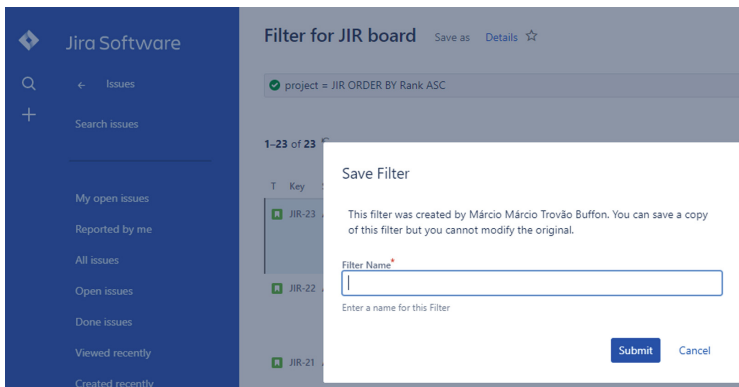 Jira Software
Issues
Search issues
My open issues
Reported by me
All issues
Open issues
Done issues
Viewed recently
Created recently
Filter for JIR board Save as Details
project = JIR ORDER BY Rank ASC
1–23 of 23
T Key
JIR-23
JIR-22
JIR-21
Save Filter
This filter was created by Márcio Márcio Trovão Buffon. You can save a copy
of this filter but you cannot modify the original.
Filter Name*
Enter a name for this Filter
Submit Cancel